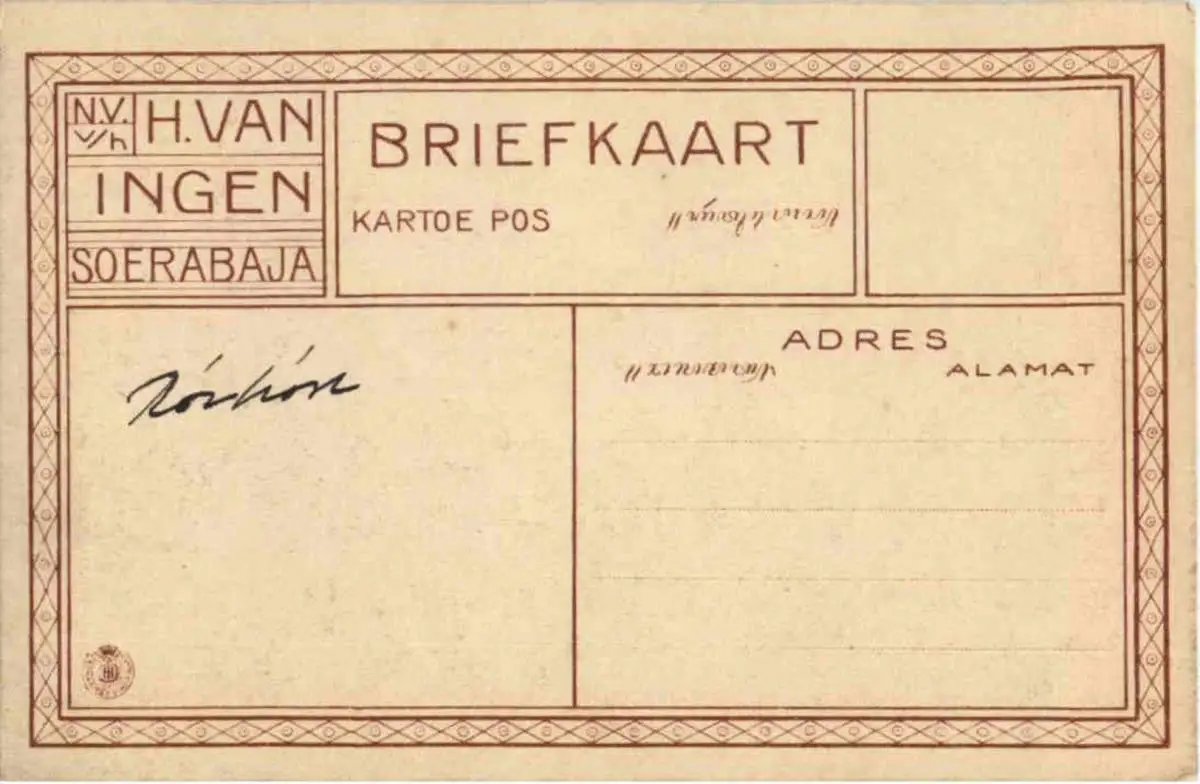 N.V. v/h H. VAN
INGEN
SOERABAJA
BRIEFKAART
KARTOE POS
ADRES
ALAMAT